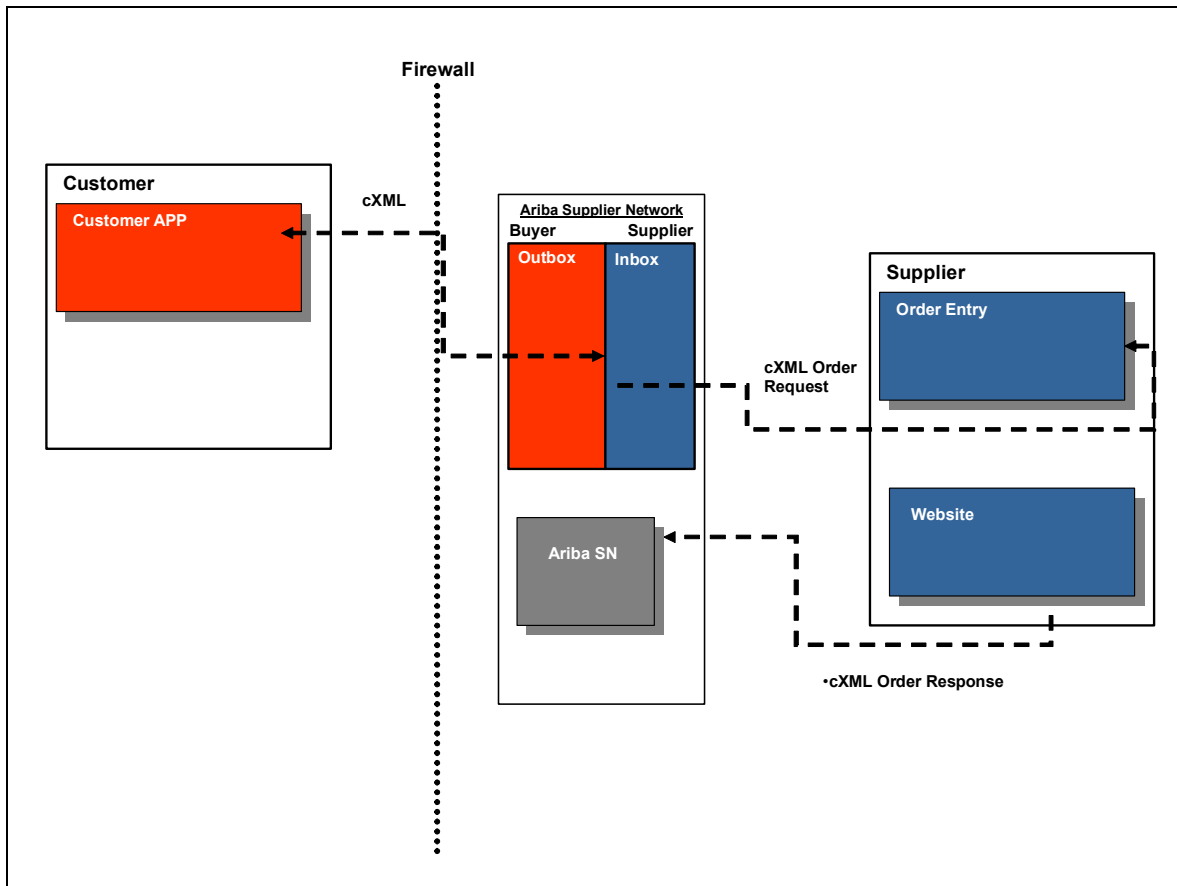 Firewall
Customer
Customer APP
cXML
Ariba Supplier Network
Buyer Supplier
Outbox Inbox
Supplier
Order Entry
cXML Order
Request
Website
Ariba SN
•cXML Order Response